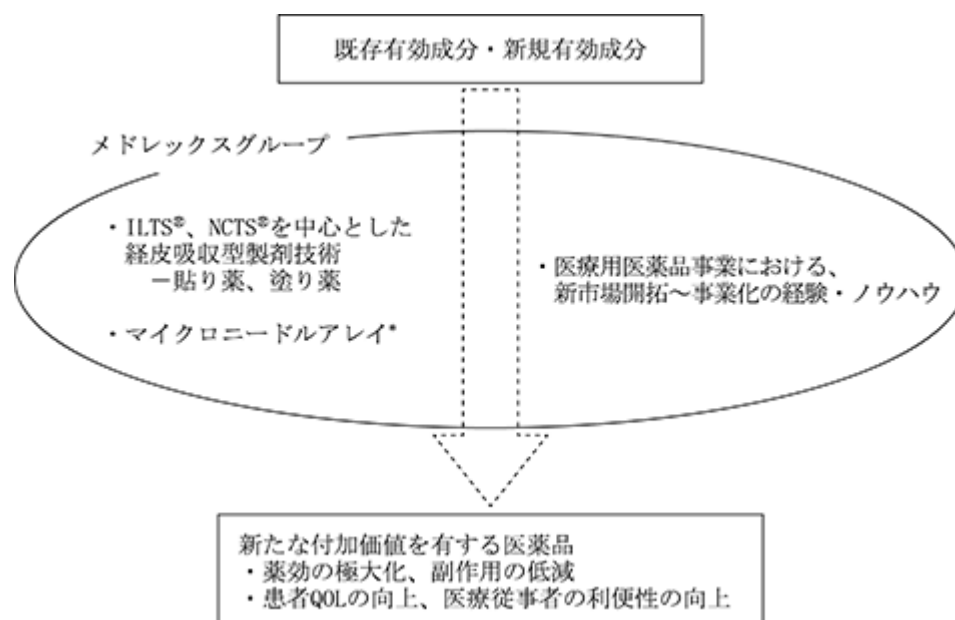 既存有効成分・新規有効成分
メドレックスグループ
・ILTS®、NCTS®を中心とした
経皮吸収型製剤技術
－貼り薬、塗り薬
・マイクロニードルアレイ*
・医療用医薬品事業における、
新市場開拓～事業化の経験・ノウハウ
新たな付加価値を有する医薬品
・薬効の極大化、副作用の低減
・患者QOLの向上、医療従事者の利便性の向上